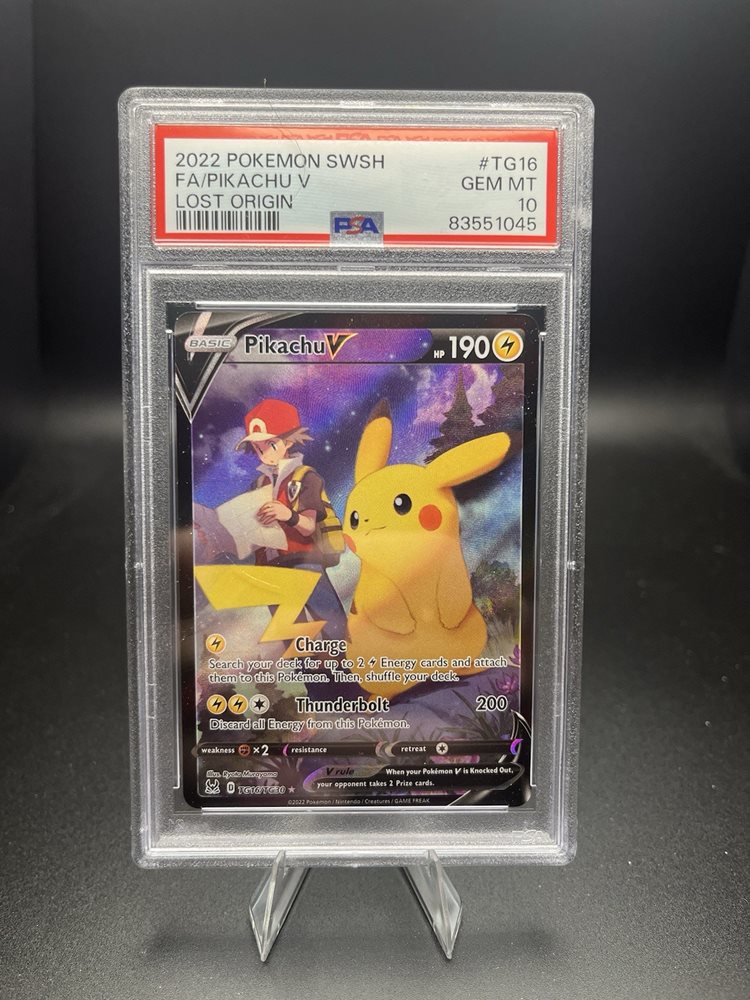 2022 POKEMON SWSH #TG16
FA/PIKACHU V GEM MT
LOST ORIGIN 10
PSA 83551045
BASIC Pikachu V HP 190
Charge
Search your deck for up to 2 Energy cards and attach
them to this Pokémon. Then, shuffle your deck.
Thunderbolt 200
Discard all Energy from this Pokémon.
weakness ×2 resistance retreat
V rule When your Pokémon V is Knocked Out,
your opponent takes 2 Prize cards.
Illus. Ryota Murayama
TG16/TG30
©2022 Pokémon / Nintendo / Creatures / GAME FREAK